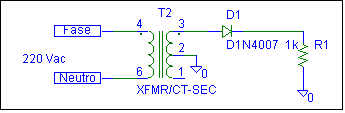 T2
D1
Fase
4
3
D1N4007
1k
R1
220 Vac
2
0
Neutro
6
1
XFMR/CT-SEC
0